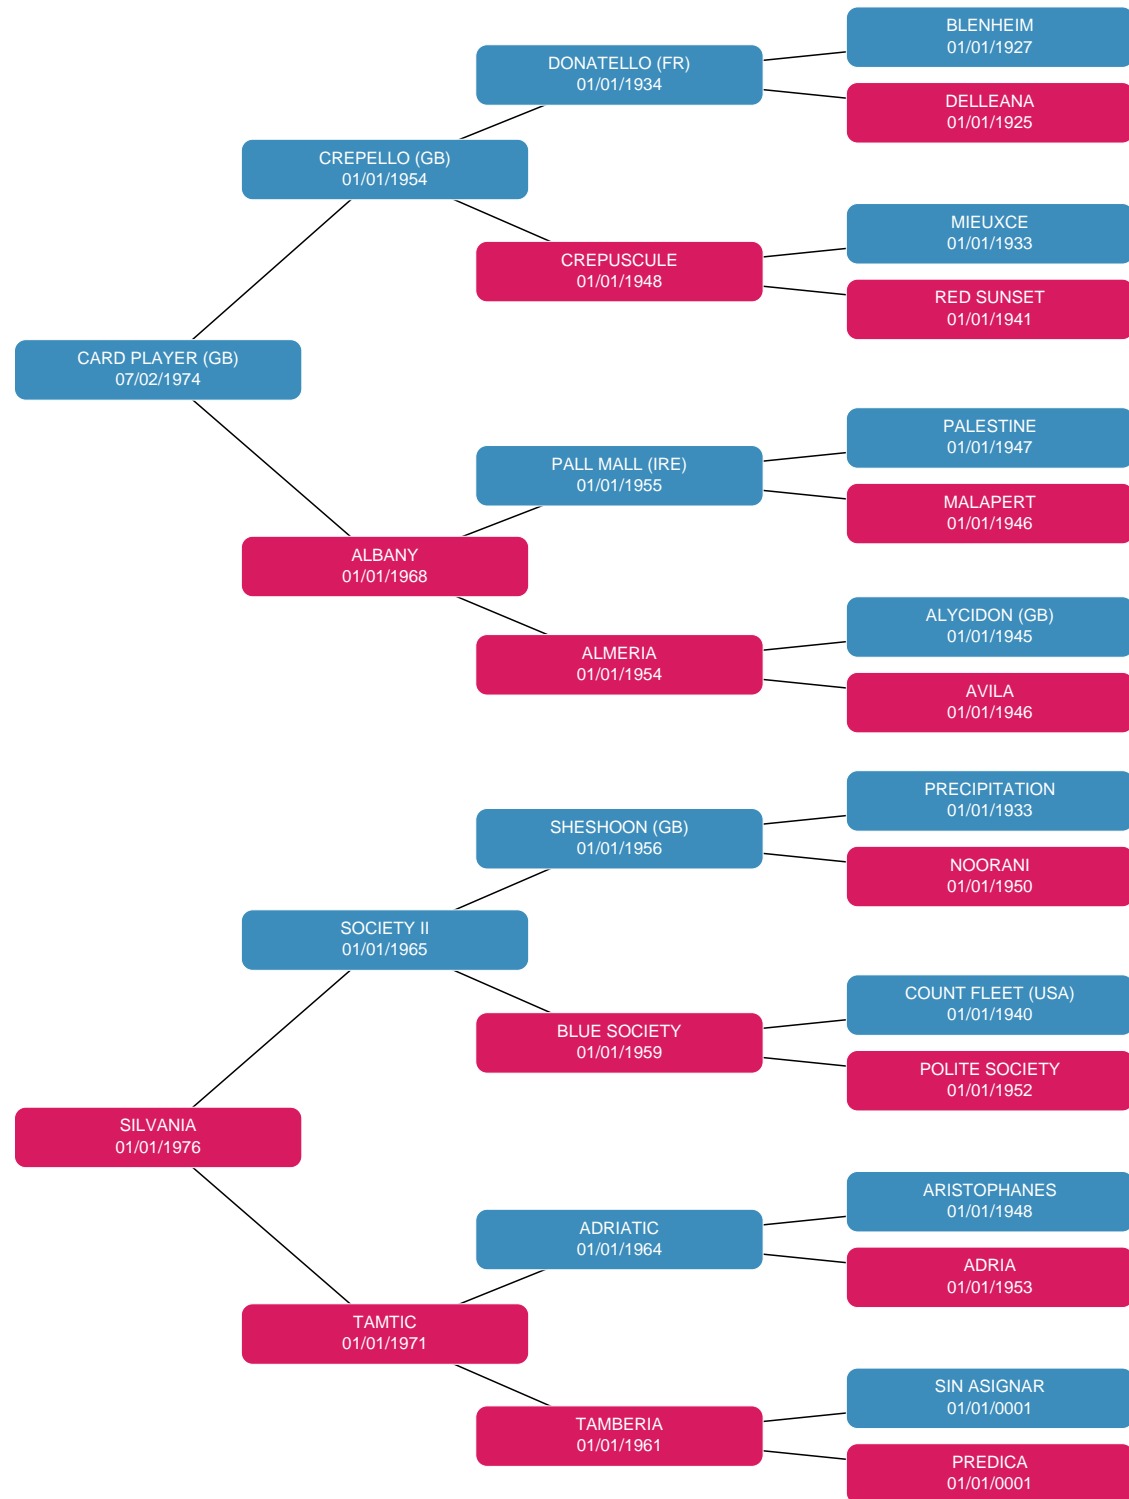 BLENHEIM
01/01/1927
DONATELLO (FR)
01/01/1934
DELLEANA
01/01/1925
CREPELLO (GB)
01/01/1954
MIEUXCE
01/01/1933
CREPUSCULE
01/01/1948
RED SUNSET
01/01/1941
CARD PLAYER (GB)
07/02/1974
PALESTINE
01/01/1947
PALL MALL (IRE)
01/01/1955
MALAPERT
01/01/1946
ALBANY
01/01/1968
ALYCIDON (GB)
01/01/1945
ALMERIA
01/01/1954
AVILA
01/01/1946
PRECIPITATION
01/01/1933
SHESHOON (GB)
01/01/1956
NOORANI
01/01/1950
SOCIETY II
01/01/1965
COUNT FLEET (USA)
01/01/1940
BLUE SOCIETY
01/01/1959
POLITE SOCIETY
01/01/1952
SILVANIA
01/01/1976
ARISTOPHANES
01/01/1948
ADRIATIC
01/01/1964
ADRIA
01/01/1953
TAMTIC
01/01/1971
SIN ASIGNAR
01/01/0001
TAMBERIA
01/01/1961
PREDICA
01/01/0001